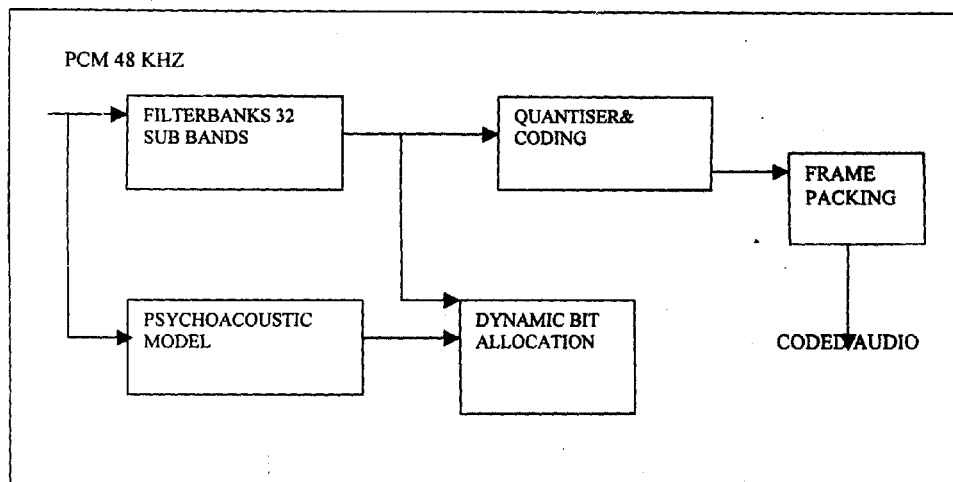 PCM 48 KHZ
FILTERBANKS 32
SUB BANDS
QUANTISER&
CODING
FRAME
PACKING
PSYCHOACOUSTIC
MODEL
DYNAMIC BIT
ALLOCATION
CODED AUDIO